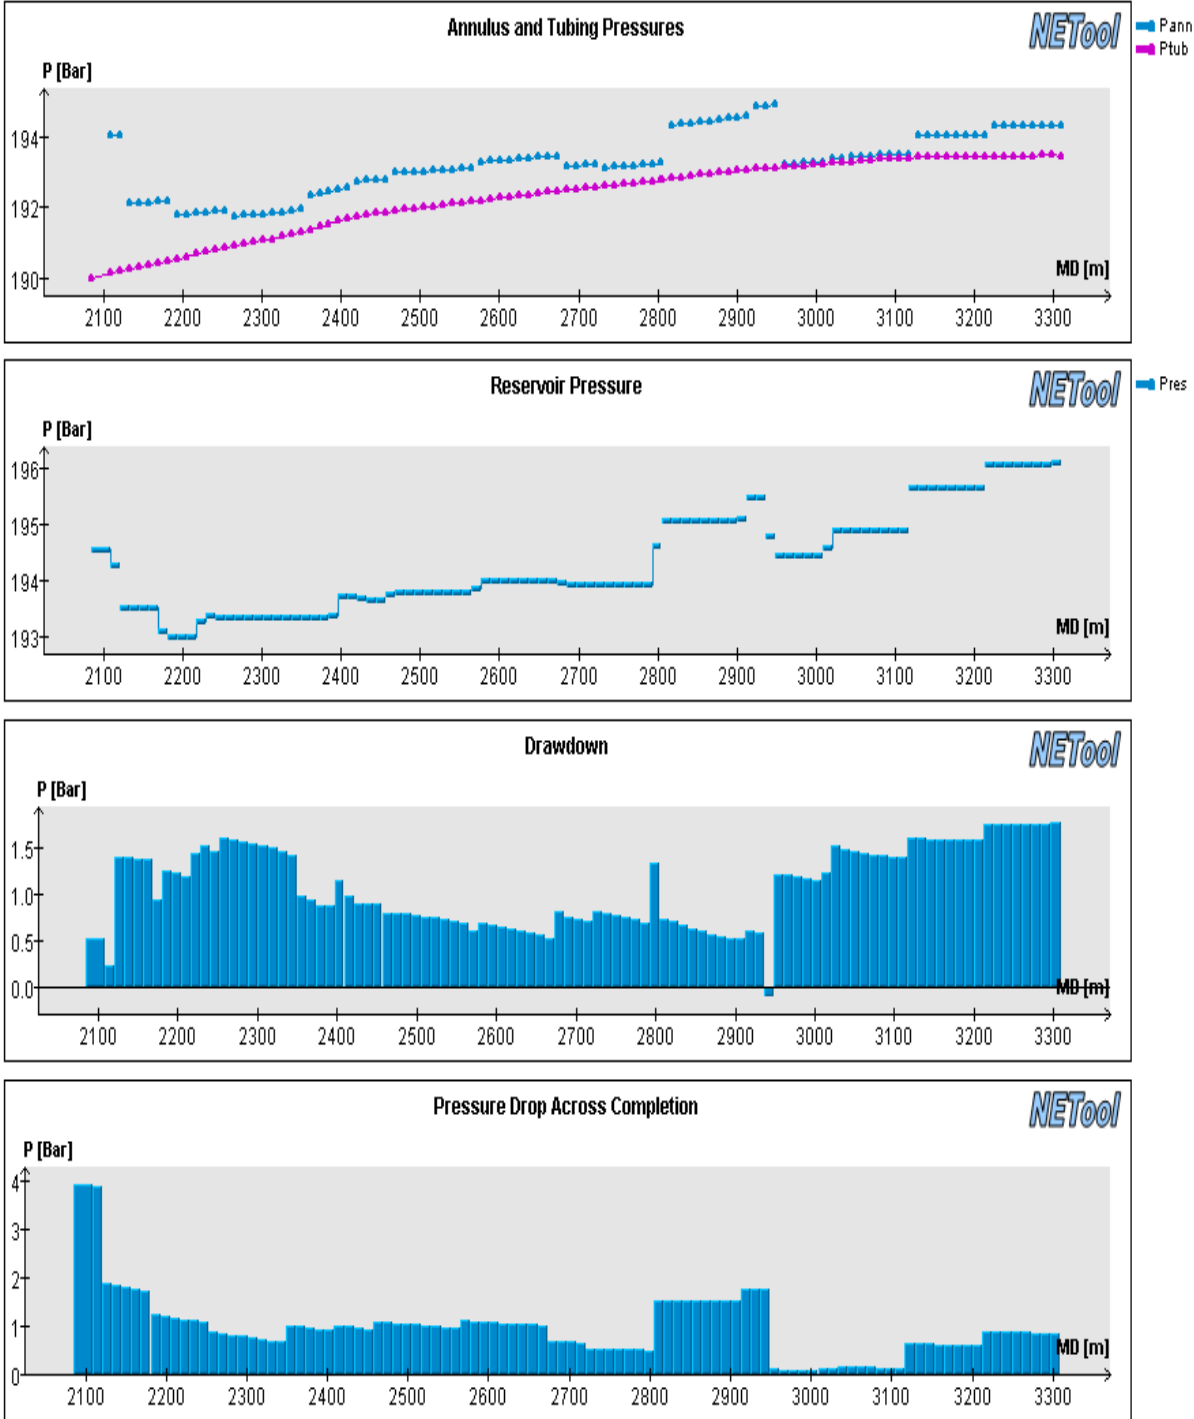 Annulus and Tubing Pressures
NETool
Pann
Ptub
P [Bar]
194
192
190
MD [m]
2100 2200 2300 2400 2500 2600 2700 2800 2900 3000 3100 3200 3300
Reservoir Pressure
NETool
Pres
P [Bar]
196
195
194
193
MD [m]
2100 2200 2300 2400 2500 2600 2700 2800 2900 3000 3100 3200 3300
Drawdown
NETool
P [Bar]
1.5
1.0
0.5
0.0
MD [m]
2100 2200 2300 2400 2500 2600 2700 2800 2900 3000 3100 3200 3300
Pressure Drop Across Completion
NETool
P [Bar]
4
3
2
1
0
MD [m]
2100 2200 2300 2400 2500 2600 2700 2800 2900 3000 3100 3200 3300